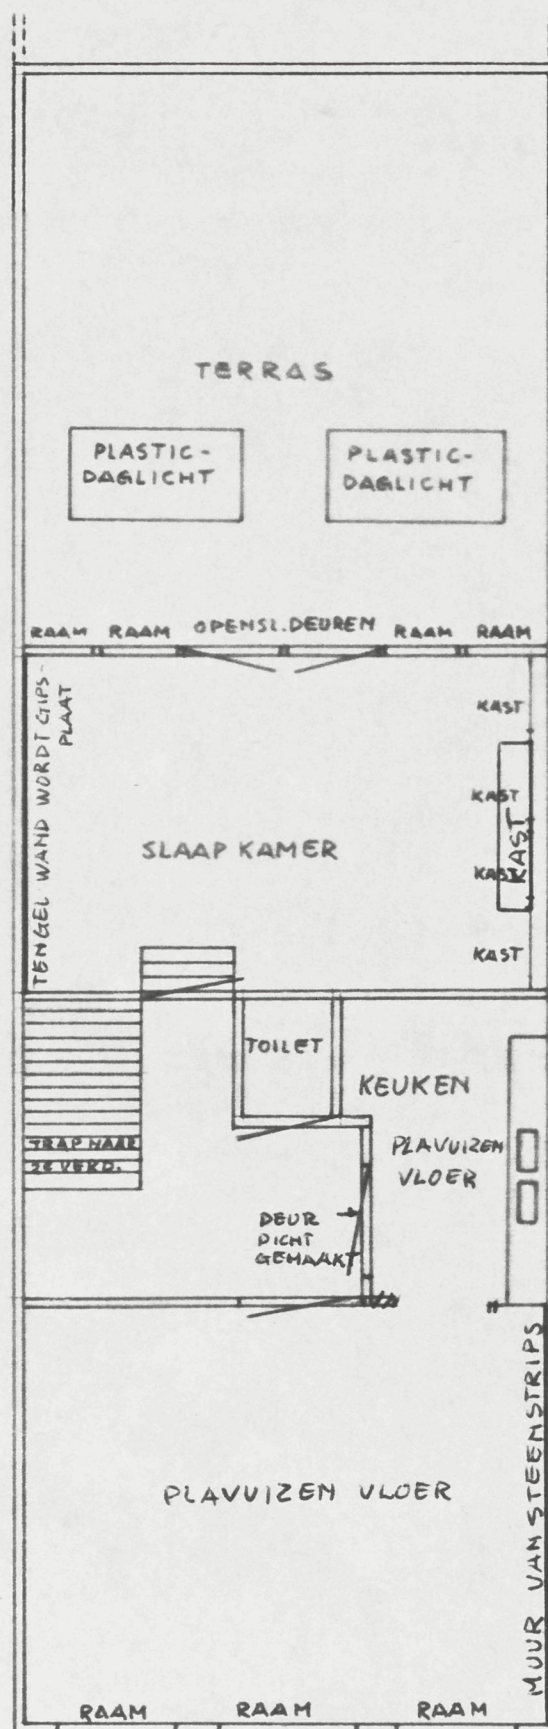 TERRAS
PLASTIC-
DAGLICHT
PLASTIC-
DAGLICHT
RAAM RAAM OPENSL.DEUREN RAAM RAAM
TENGEL WAND WORDT GIPS-
PLAAT
KAST
KAST
KAST
KAST
KAST
SLAAP KAMER
TOILET
KEUKEN
PLAVUIZEN
VLOER
TRAP NAAR
2E VERD.
DEUR
DICHT
GEMAAKT
MUUR VAN STEENSTRIPS
PLAVUIZEN VLOER
RAAM RAAM RAAM